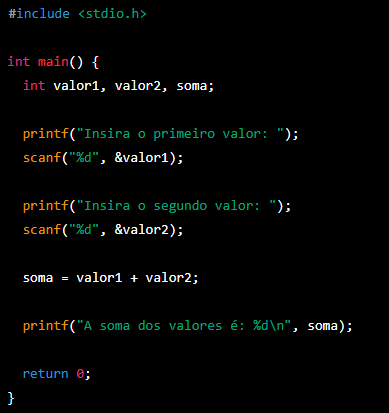 #include <stdio.h>
int main() {
int valor1, valor2, soma;
printf("Insira o primeiro valor: ");
scanf("%d", &valor1);
printf("Insira o segundo valor: ");
scanf("%d", &valor2);
soma = valor1 + valor2;
printf("A soma dos valores é: %d\n", soma);
return 0;
}